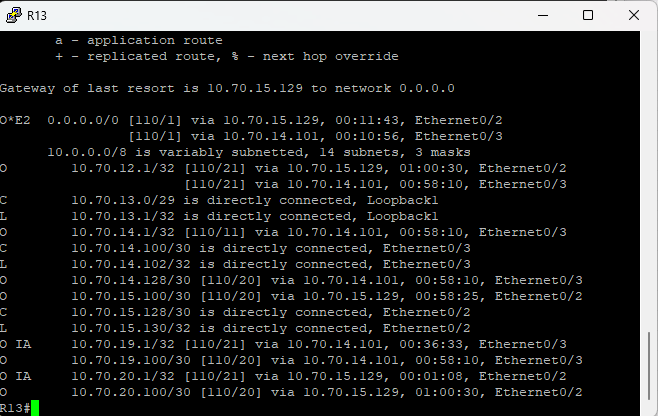 R13
a - application route
+ - replicated route, % - next hop override
Gateway of last resort is 10.70.15.129 to network 0.0.0.0
O*E2  0.0.0.0/0 [110/1] via 10.70.15.129, 00:11:43, Ethernet0/2
                [110/1] via 10.70.14.101, 00:10:56, Ethernet0/3
      10.0.0.0/8 is variably subnetted, 14 subnets, 3 masks
O        10.70.12.1/32 [110/21] via 10.70.15.129, 01:00:30, Ethernet0/2
                       [110/21] via 10.70.14.101, 00:58:10, Ethernet0/3
C        10.70.13.0/29 is directly connected, Loopback1
L        10.70.13.1/32 is directly connected, Loopback1
O        10.70.14.1/32 [110/11] via 10.70.14.101, 00:58:10, Ethernet0/3
C        10.70.14.100/30 is directly connected, Ethernet0/3
L        10.70.14.102/32 is directly connected, Ethernet0/3
O        10.70.14.128/30 [110/20] via 10.70.14.101, 00:58:10, Ethernet0/3
O        10.70.15.100/30 [110/20] via 10.70.15.129, 00:58:25, Ethernet0/2
C        10.70.15.128/30 is directly connected, Ethernet0/2
L        10.70.15.130/32 is directly connected, Ethernet0/2
O IA     10.70.19.1/32 [110/21] via 10.70.14.101, 00:36:33, Ethernet0/3
O        10.70.19.100/30 [110/20] via 10.70.14.101, 00:58:10, Ethernet0/3
O IA     10.70.20.1/32 [110/21] via 10.70.15.129, 00:01:08, Ethernet0/2
O        10.70.20.100/30 [110/20] via 10.70.15.129, 01:00:30, Ethernet0/2
R13#